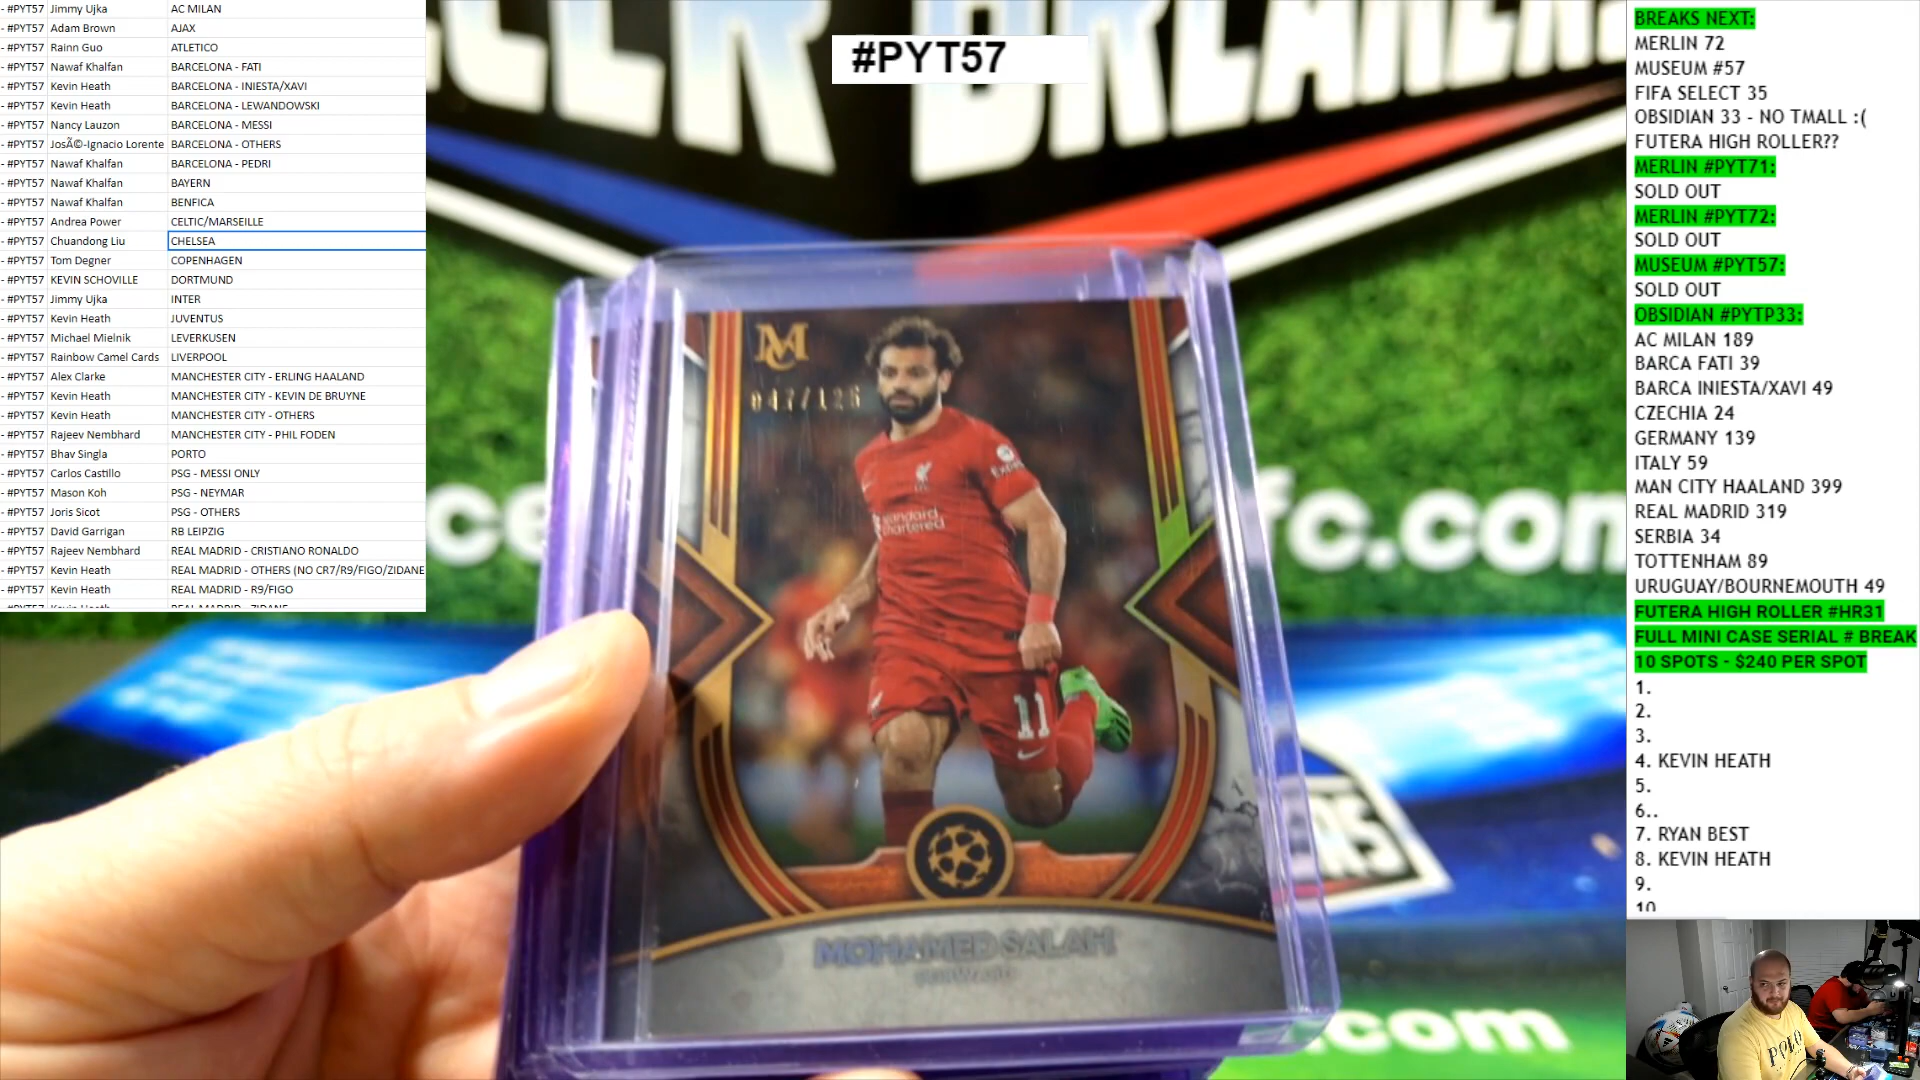 - #PYT57 Jimmy Ujka AC MILAN
- #PYT57 Adam Brown AJAX
- #PYT57 Rainn Guo ATLETICO
- #PYT57 Nawaf Khalfan BARCELONA - FATI
- #PYT57 Kevin Heath BARCELONA - INIESTA/XAVI
- #PYT57 Kevin Heath BARCELONA - LEWANDOWSKI
- #PYT57 Nancy Lauzon BARCELONA - MESSI
- #PYT57 JosÃ©-Ignacio Lorente BARCELONA - OTHERS
- #PYT57 Nawaf Khalfan BARCELONA - PEDRI
- #PYT57 Nawaf Khalfan BAYERN
- #PYT57 Nawaf Khalfan BENFICA
- #PYT57 Andrea Power CELTIC/MARSEILLE
- #PYT57 Chuandong Liu CHELSEA
- #PYT57 Tom Degner COPENHAGEN
- #PYT57 KEVIN SCHOVILLE DORTMUND
- #PYT57 Jimmy Ujka INTER
- #PYT57 Kevin Heath JUVENTUS
- #PYT57 Michael Mielnik LEVERKUSEN
- #PYT57 Rainbow Camel Cards LIVERPOOL
- #PYT57 Alex Clarke MANCHESTER CITY - ERLING HAALAND
- #PYT57 Kevin Heath MANCHESTER CITY - KEVIN DE BRUYNE
- #PYT57 Kevin Heath MANCHESTER CITY - OTHERS
- #PYT57 Rajeev Nembhard MANCHESTER CITY - PHIL FODEN
- #PYT57 Bhav Singla PORTO
- #PYT57 Carlos Castillo PSG - MESSI ONLY
- #PYT57 Mason Koh PSG - NEYMAR
- #PYT57 Joris Sicot PSG - OTHERS
- #PYT57 David Garrigan RB LEIPZIG
- #PYT57 Rajeev Nembhard REAL MADRID - CRISTIANO RONALDO
- #PYT57 Kevin Heath REAL MADRID - OTHERS (NO CR7/R9/FIGO/ZIDANE
- #PYT57 Kevin Heath REAL MADRID - R9/FIGO
#PYT57
MC
047/125
standard
chartered
11
MOHAMED SALAH
fc.com
.com
BREAKS NEXT:
MERLIN 72
MUSEUM #57
FIFA SELECT 35
OBSIDIAN 33 - NO TMALL :(
FUTERA HIGH ROLLER??
MERLIN #PYT71:
SOLD OUT
MERLIN #PYT72:
SOLD OUT
MUSEUM #PYT57:
SOLD OUT
OBSIDIAN #PYTP33:
AC MILAN 189
BARCA FATI 39
BARCA INIESTA/XAVI 49
CZECHIA 24
GERMANY 139
ITALY 59
MAN CITY HAALAND 399
REAL MADRID 319
SERBIA 34
TOTTENHAM 89
URUGUAY/BOURNEMOUTH 49
FUTERA HIGH ROLLER #HR31
FULL MINI CASE SERIAL # BREAK
10 SPOTS - $240 PER SPOT
1.
2.
3.
4. KEVIN HEATH
5.
6..
7. RYAN BEST
8. KEVIN HEATH
9.
10
POLO